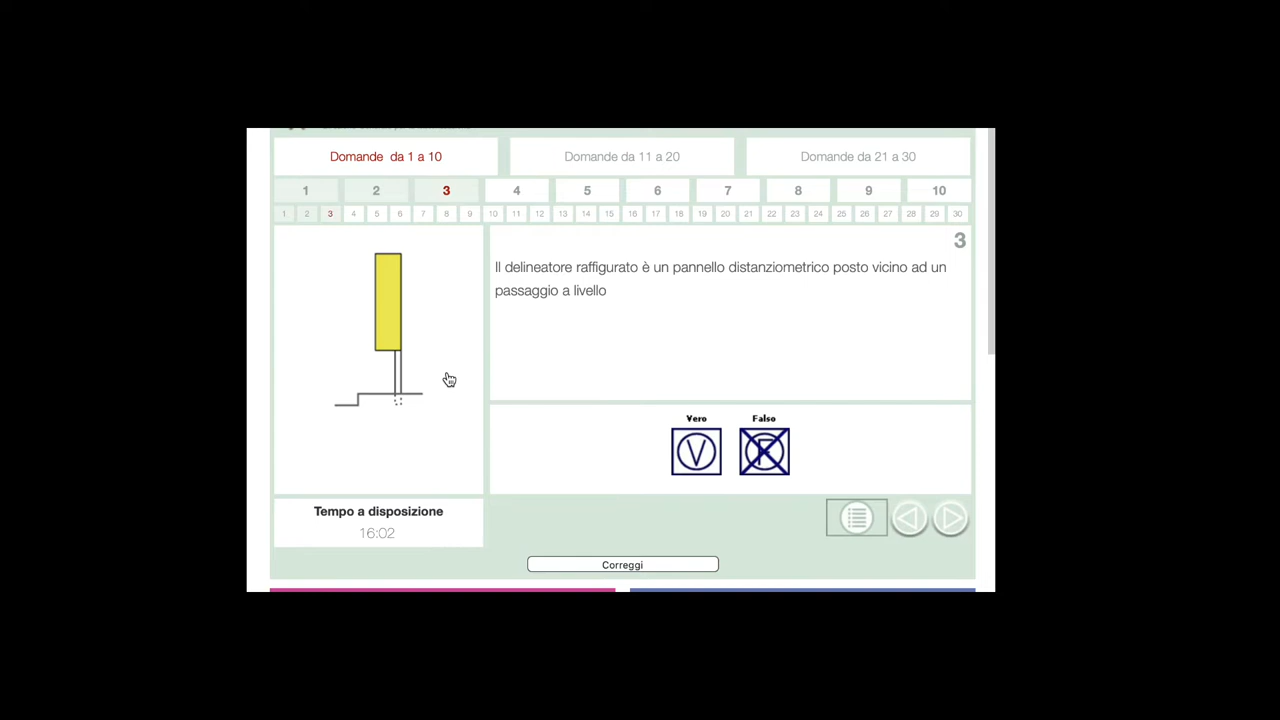 Domande da 1 a 10
Domande da 11 a 20
Domande da 21 a 30
1 2 3 4 5 6 7 8 9 10
1 2 3 4 5 6 7 8 9 10 11 12 13 14 15 16 17 18 19 20 21 22 23 24 25 26 27 28 29 30
3
Il delineatore raffigurato è un pannello distanziometrico posto vicino ad un
passaggio a livello
Vero Falso
V F
Tempo a disposizione
16:02
Correggi